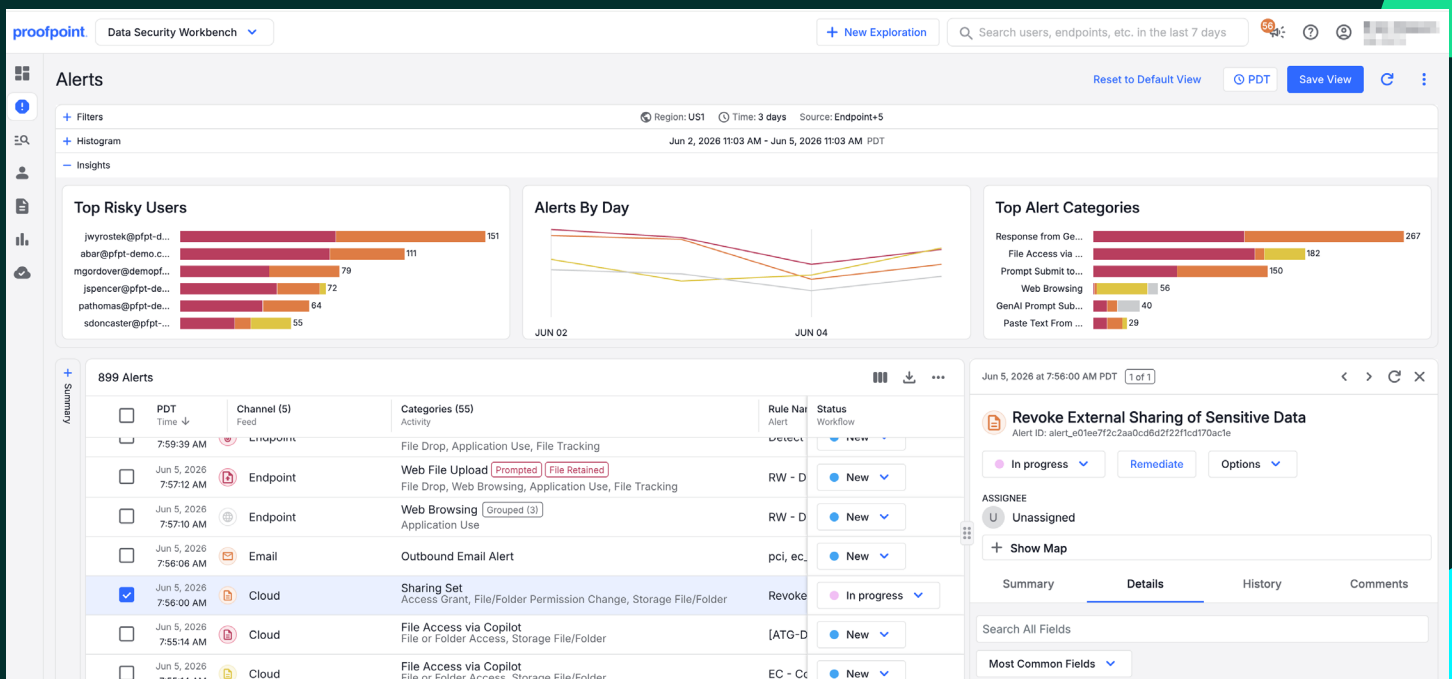 proofpoint.
Data Security Workbench
New Exploration
Search users, endpoints, etc. in the last 7 days
56
Alerts
Reset to Default View
PDT
Save View
+ Filters
Region: US1 Time: 3 days Source: Endpoint+5
+ Histogram
Jun 2, 2026 11:03 AM - Jun 5, 2026 11:03 AM PDT
− Insights
Top Risky Users
jwyrostek@pfpt-d... 151
abar@pfpt-demo.c... 111
mgordover@demopf... 79
jspencer@pfpt-de... 72
pathomas@pfpt-de... 64
sdoncaster@pfpt-... 55
Alerts By Day
JUN 02 JUN 04
Top Alert Categories
Response from Ge... 267
File Access via ... 182
Prompt Submit to... 150
Web Browsing 56
GenAI Prompt Sub... 40
Paste Text From ... 29
+ Summary
899 Alerts
PDT Channel (5) Categories (55) Rule Nar Status
Time Feed Activity Alert Workflow
7:59:39 AM Endpoint File Drop, Application Use, File Tracking Detect New
Jun 5, 2026
7:57:12 AM Endpoint Web File Upload Prompted File Retained RW - D New
File Drop, Web Browsing, Application Use, File Tracking
Jun 5, 2026
7:57:10 AM Endpoint Web Browsing Grouped (3) RW - D New
Application Use
Jun 5, 2026
7:56:06 AM Email Outbound Email Alert pci, ec_ New
Jun 5, 2026
7:56:00 AM Cloud Sharing Set Revoke In progress
Access Grant, File/Folder Permission Change, Storage File/Folder
Jun 5, 2026
7:55:14 AM Cloud File Access via Copilot [ATG-D New
File or Folder Access, Storage File/Folder
Jun 5, 2026
Cloud File Access via Copilot EC - Co New
File or Folder Access, Storage File/Folder
Jun 5, 2026 at 7:56:00 AM PDT 1 of 1
Revoke External Sharing of Sensitive Data
Alert ID: alert_e01ee7f2c2aa0cd6d2f22f1cd170ac1e
In progress Remediate Options
ASSIGNEE
U Unassigned
+ Show Map
Summary Details History Comments
Search All Fields
Most Common Fields